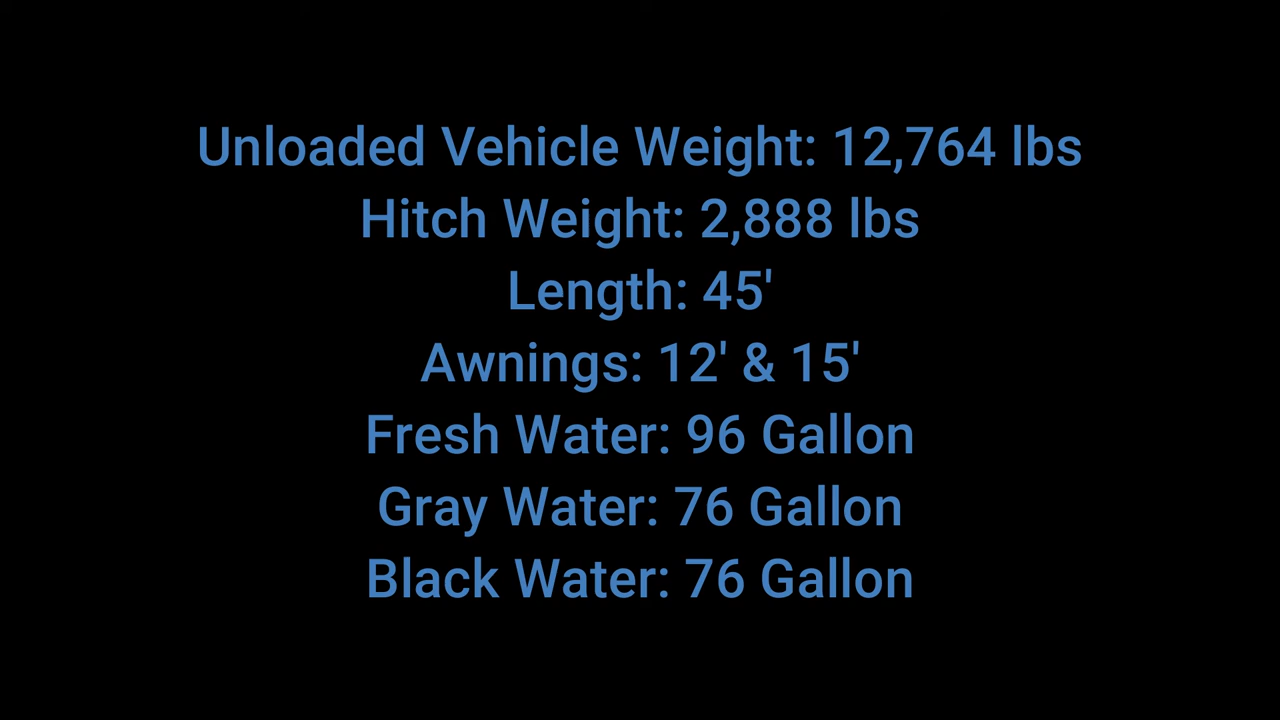 Unloaded Vehicle Weight: 12,764 lbs
Hitch Weight: 2,888 lbs
Length: 45'
Awnings: 12' & 15'
Fresh Water: 96 Gallon
Gray Water: 76 Gallon
Black Water: 76 Gallon